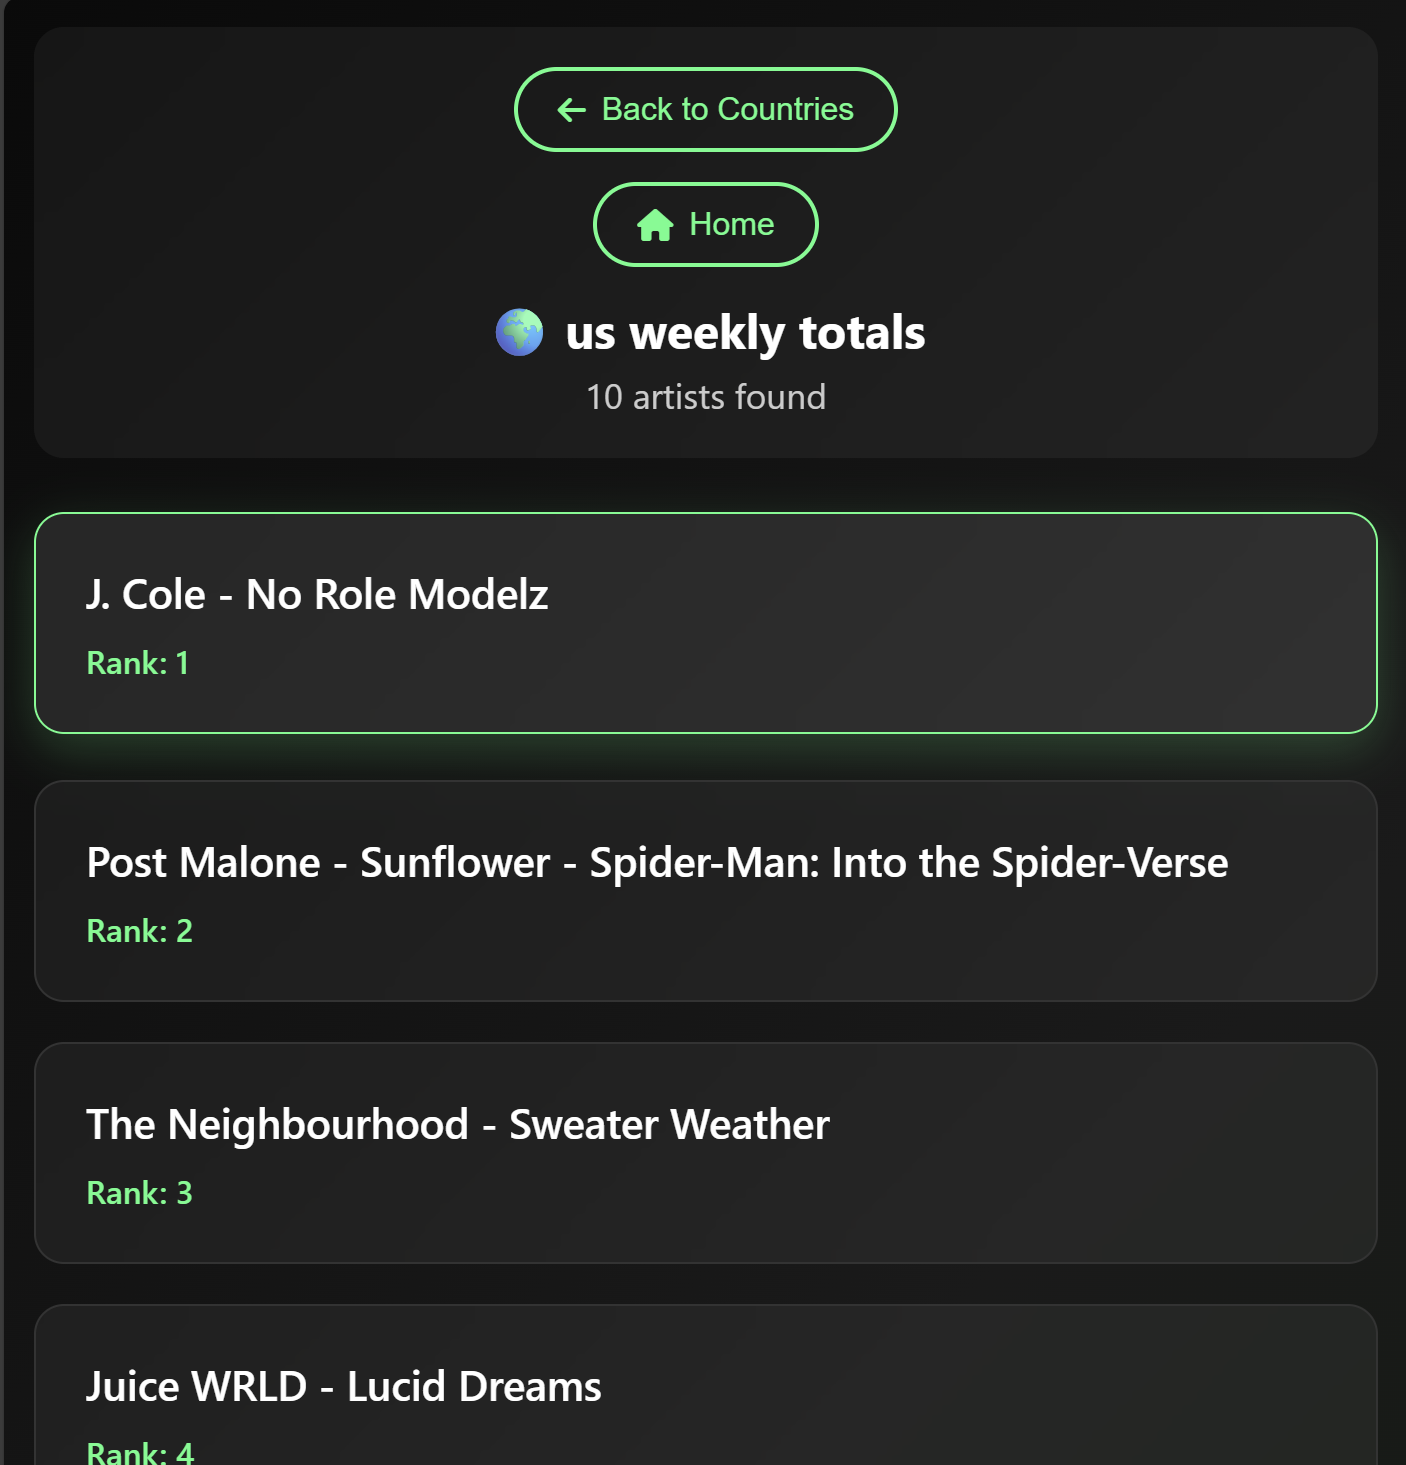 Back to Countries
Home
us weekly totals
10 artists found
J. Cole - No Role Modelz
Rank: 1
Post Malone - Sunflower - Spider-Man: Into the Spider-Verse
Rank: 2
The Neighbourhood - Sweater Weather
Rank: 3
Juice WRLD - Lucid Dreams
Rank: 4